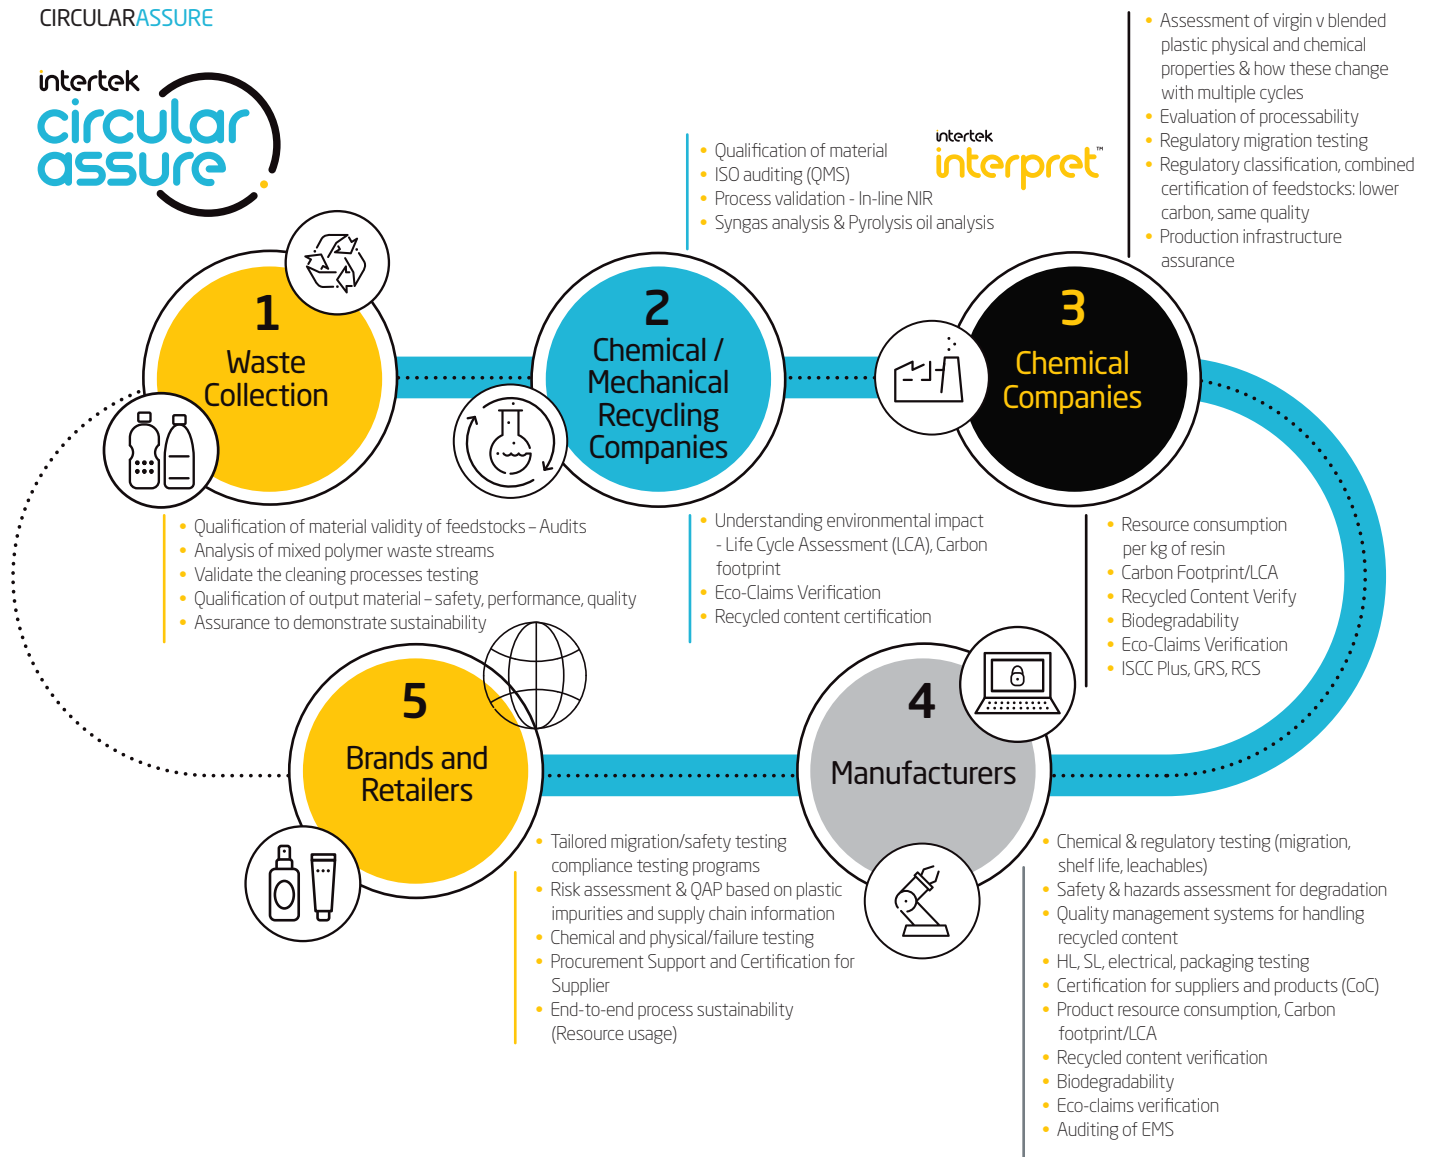 CIRCULARASSURE
intertek
circular
assure
• Qualification of material
• ISO auditing (QMS)
• Process validation - In-line NIR
• Syngas analysis & Pyrolysis oil analysis
intertek
interpret™
• Assessment of virgin v blended
plastic physical and chemical
properties & how these change
with multiple cycles
• Evaluation of processability
• Regulatory migration testing
• Regulatory classification, combined
certification of feedstocks: lower
carbon, same quality
• Production infrastructure
assurance
1
Waste
Collection
2
Chemical /
Mechanical
Recycling
Companies
3
Chemical
Companies
• Qualification of material validity of feedstocks – Audits
• Analysis of mixed polymer waste streams
• Validate the cleaning processes testing
• Qualification of output material – safety, performance, quality
• Assurance to demonstrate sustainability
• Understanding environmental impact
- Life Cycle Assessment (LCA), Carbon
footprint
• Eco-Claims Verification
• Recycled content certification
• Resource consumption
per kg of resin
• Carbon Footprint/LCA
• Recycled Content Verify
• Biodegradability
• Eco-Claims Verification
• ISCC Plus, GRS, RCS
5
Brands and
Retailers
4
Manufacturers
• Tailored migration/safety testing
compliance testing programs
• Risk assessment & QAP based on plastic
impurities and supply chain information
• Chemical and physical/failure testing
• Procurement Support and Certification for
Supplier
• End-to-end process sustainability
(Resource usage)
• Chemical & regulatory testing (migration,
shelf life, leachables)
• Safety & hazards assessment for degradation
• Quality management systems for handling
recycled content
• HL, SL, electrical, packaging testing
• Certification for suppliers and products (CoC)
• Product resource consumption, Carbon
footprint/LCA
• Recycled content verification
• Biodegradability
• Eco-claims verification
• Auditing of EMS